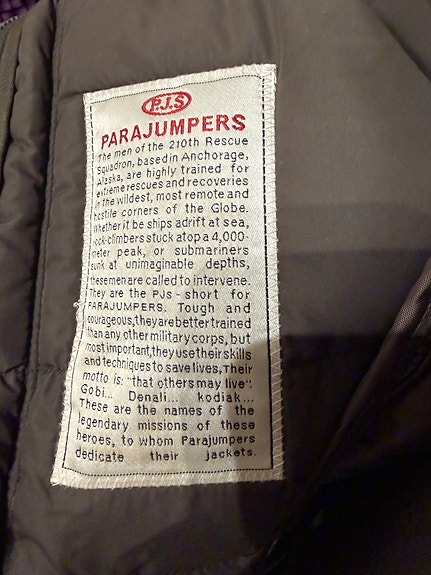 P.J.S
PARAJUMPERS
The men of the 210th Rescue
Squadron, based in Anchorage,
Alaska, are highly trained for
extreme rescues and recoveries
in the wildest, most remote and
hostile corners of the Globe.
Whether it be ships adrift at sea,
rock-climbers stuck atop a 4,000-
meter peak, or submariners
sunk at unimaginable depths,
these men are called to intervene.
They are the PJs - short for
PARAJUMPERS. Tough and
courageous, they are better trained
than any other military corps, but
most important, they use their skills
and techniques to save lives, Their
motto is: "that others may live".
Gobi... Denali... kodiak...
These are the names of the
legendary missions of these
heroes, to whom Parajumpers
dedicate their jackets.